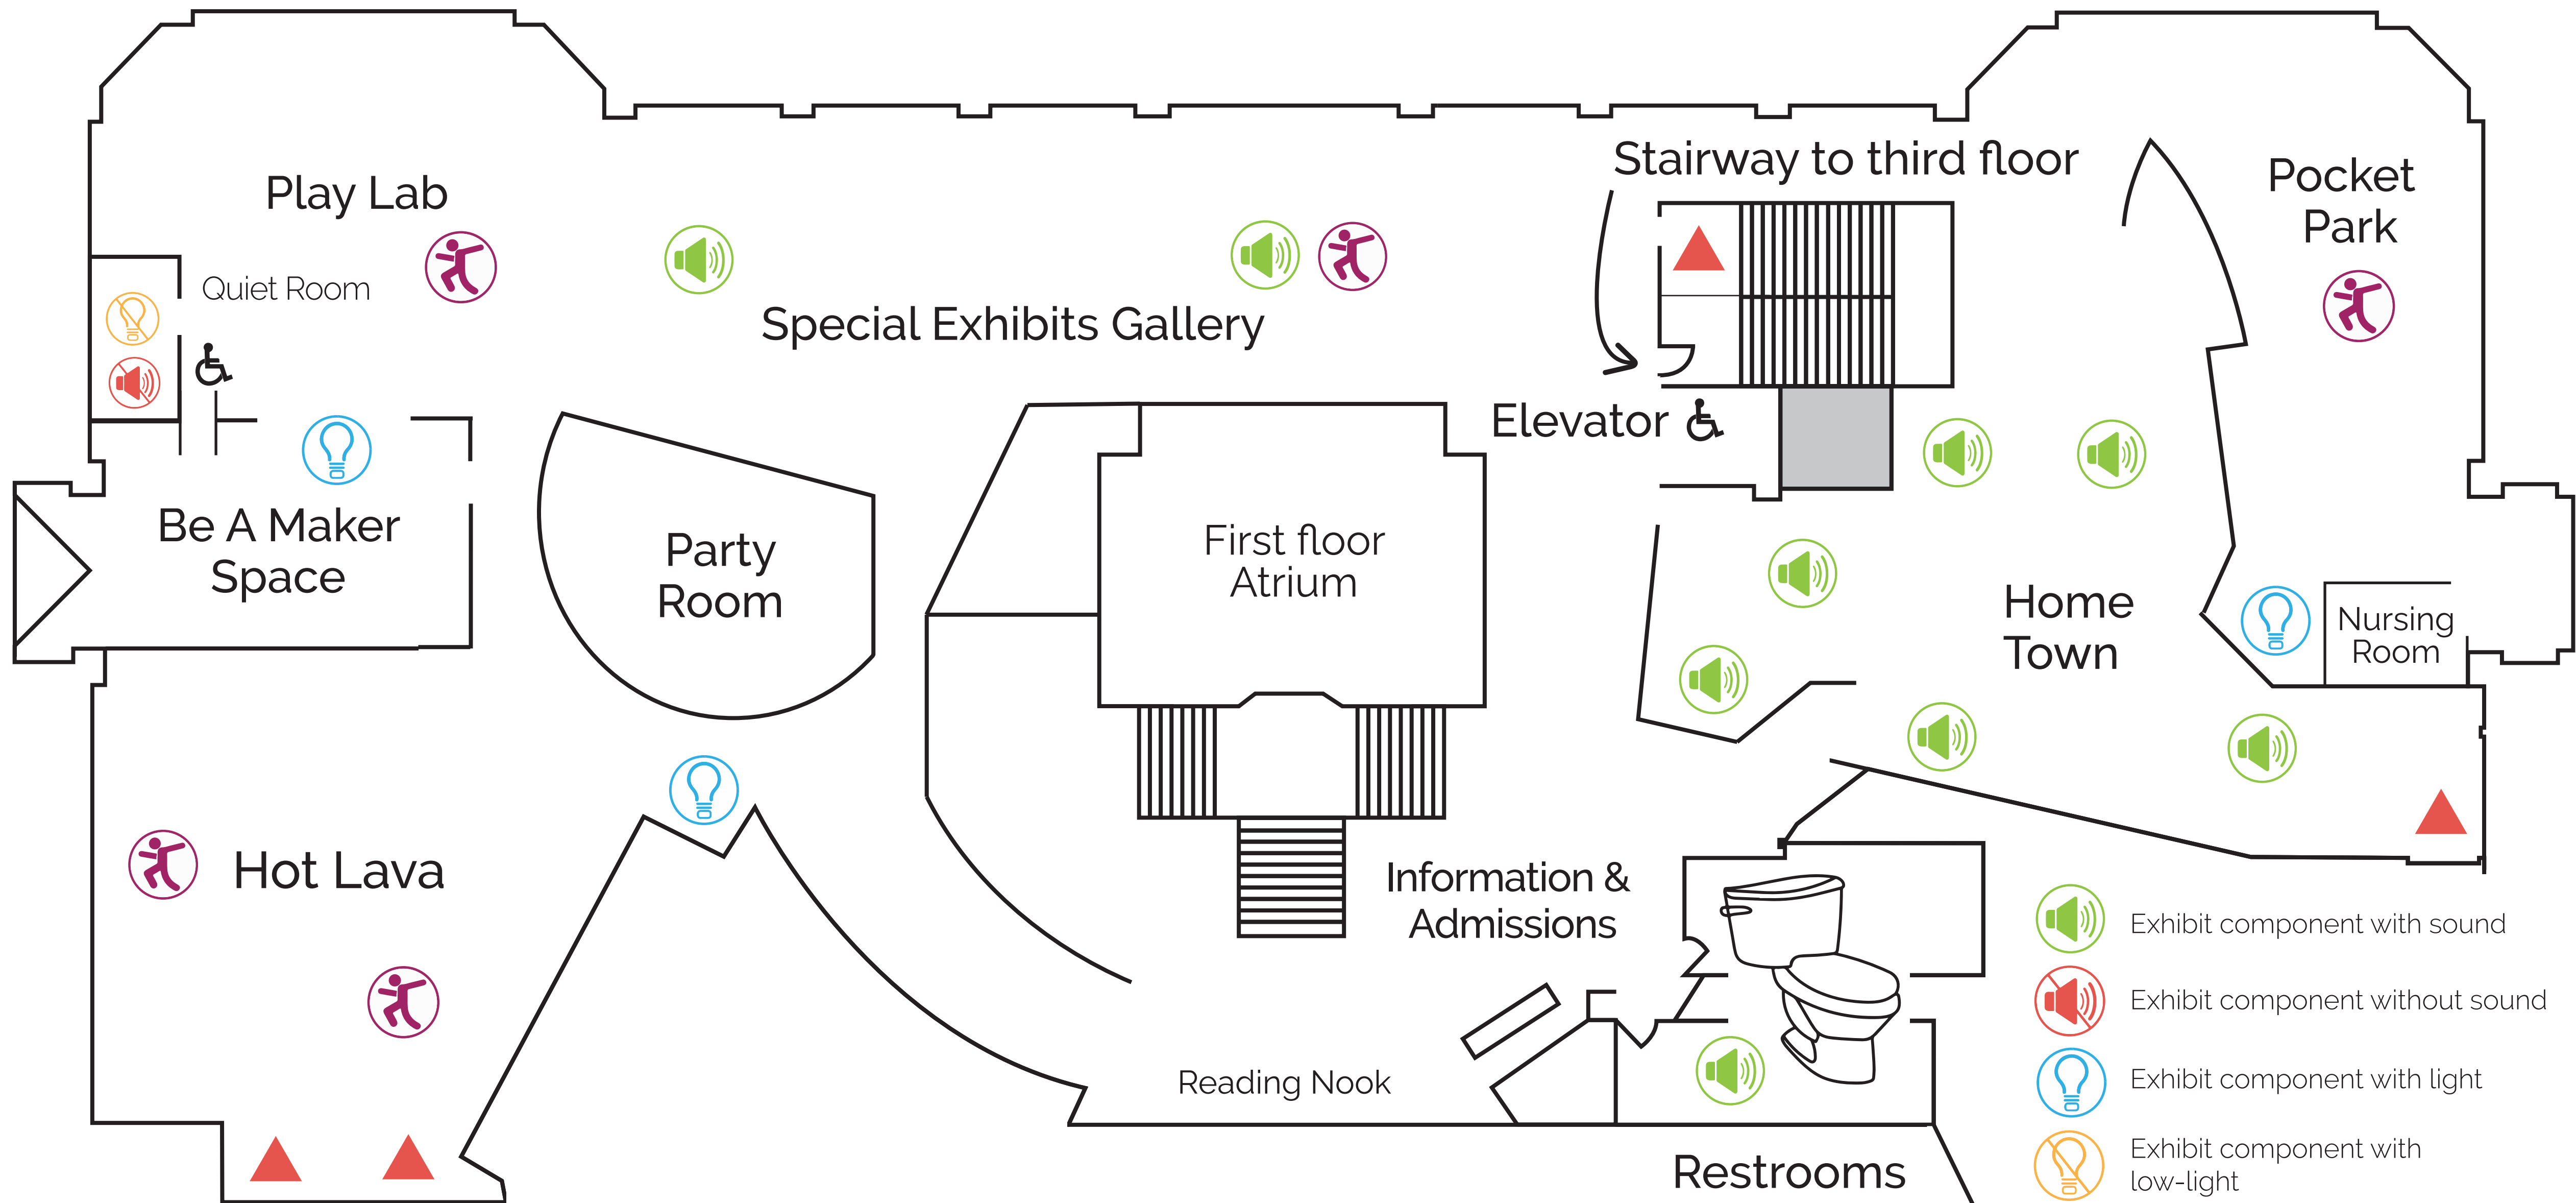 Stairway to third floor
Pocket
Park
Play Lab
Quiet Room
Special Exhibits Gallery
Elevator
Be A Maker
Space
Party
Room
First floor
Atrium
Home
Town
Nursing
Room
Hot Lava
Information &
Admissions
Reading Nook
Restrooms
Exhibit component with sound
Exhibit component without sound
Exhibit component with light
Exhibit component with
low-light